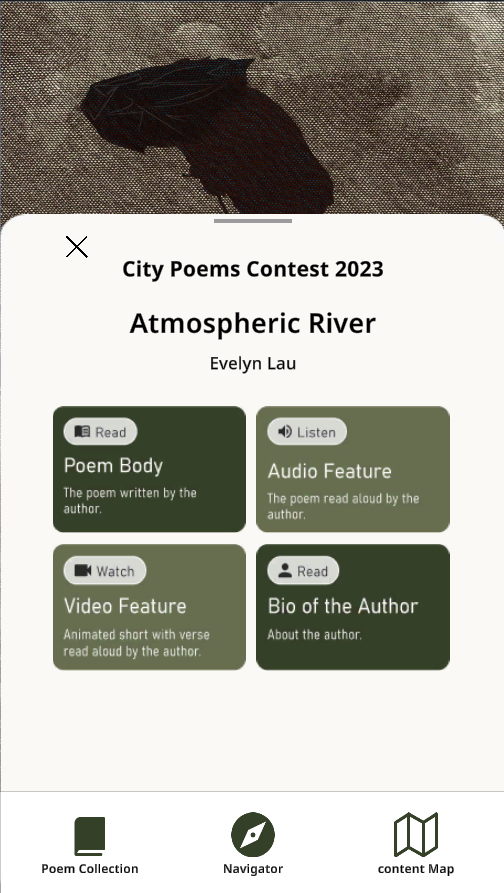 City Poems Contest 2023
Atmospheric River
Evelyn Lau
Read
Poem Body
The poem written by the
author.
Listen
Audio Feature
The poem read aloud by the
author.
Watch
Video Feature
Animated short with verse
read aloud by the author.
Read
Bio of the Author
About the author.
Poem Collection
Navigator
content Map